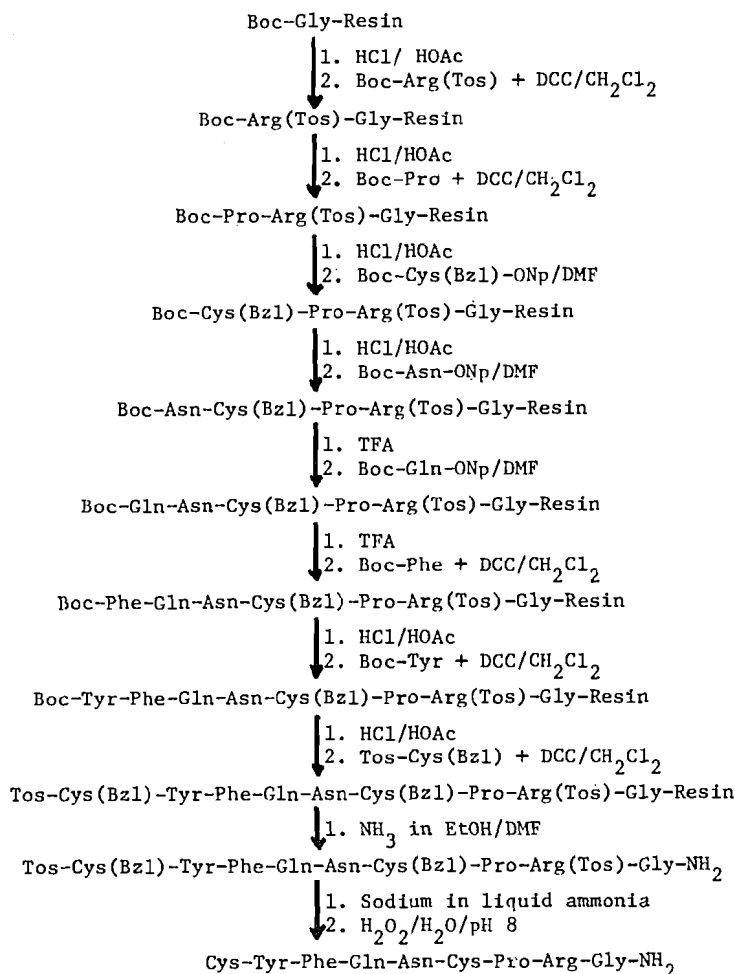 Boc-Gly-Resin
1. HCl/ HOAc
2. Boc-Arg(Tos) + DCC/CH2Cl2
Boc-Arg(Tos)-Gly-Resin
1. HCl/HOAc
2. Boc-Pro + DCC/CH2Cl2
Boc-Pro-Arg(Tos)-Gly-Resin
1. HCl/HOAc
2. Boc-Cys(Bzl)-ONp/DMF
Boc-Cys(Bzl)-Pro-Arg(Tos)-Gly-Resin
1. HCl/HOAc
2. Boc-Asn-ONp/DMF
Boc-Asn-Cys(Bzl)-Pro-Arg(Tos)-Gly-Resin
1. TFA
2. Boc-Gln-ONp/DMF
Boc-Gln-Asn-Cys(Bzl)-Pro-Arg(Tos)-Gly-Resin
1. TFA
2. Boc-Phe + DCC/CH2Cl2
Boc-Phe-Gln-Asn-Cys(Bzl)-Pro-Arg(Tos)-Gly-Resin
1. HCl/HOAc
2. Boc-Tyr + DCC/CH2Cl2
Boc-Tyr-Phe-Gln-Asn-Cys(Bzl)-Pro-Arg(Tos)-Gly-Resin
1. HCl/HOAc
2. Tos-Cys(Bzl) + DCC/CH2Cl2
Tos-Cys(Bzl)-Tyr-Phe-Gln-Asn-Cys(Bzl)-Pro-Arg(Tos)-Gly-Resin
1. NH3 in EtOH/DMF
Tos-Cys(Bzl)-Tyr-Phe-Gln-Asn-Cys(Bzl)-Pro-Arg(Tos)-Gly-NH2
1. Sodium in liquid ammonia
2. H2O2/H2O/pH 8
Cys-Tyr-Phe-Gln-Asn-Cys-Pro-Arg-Gly-NH2